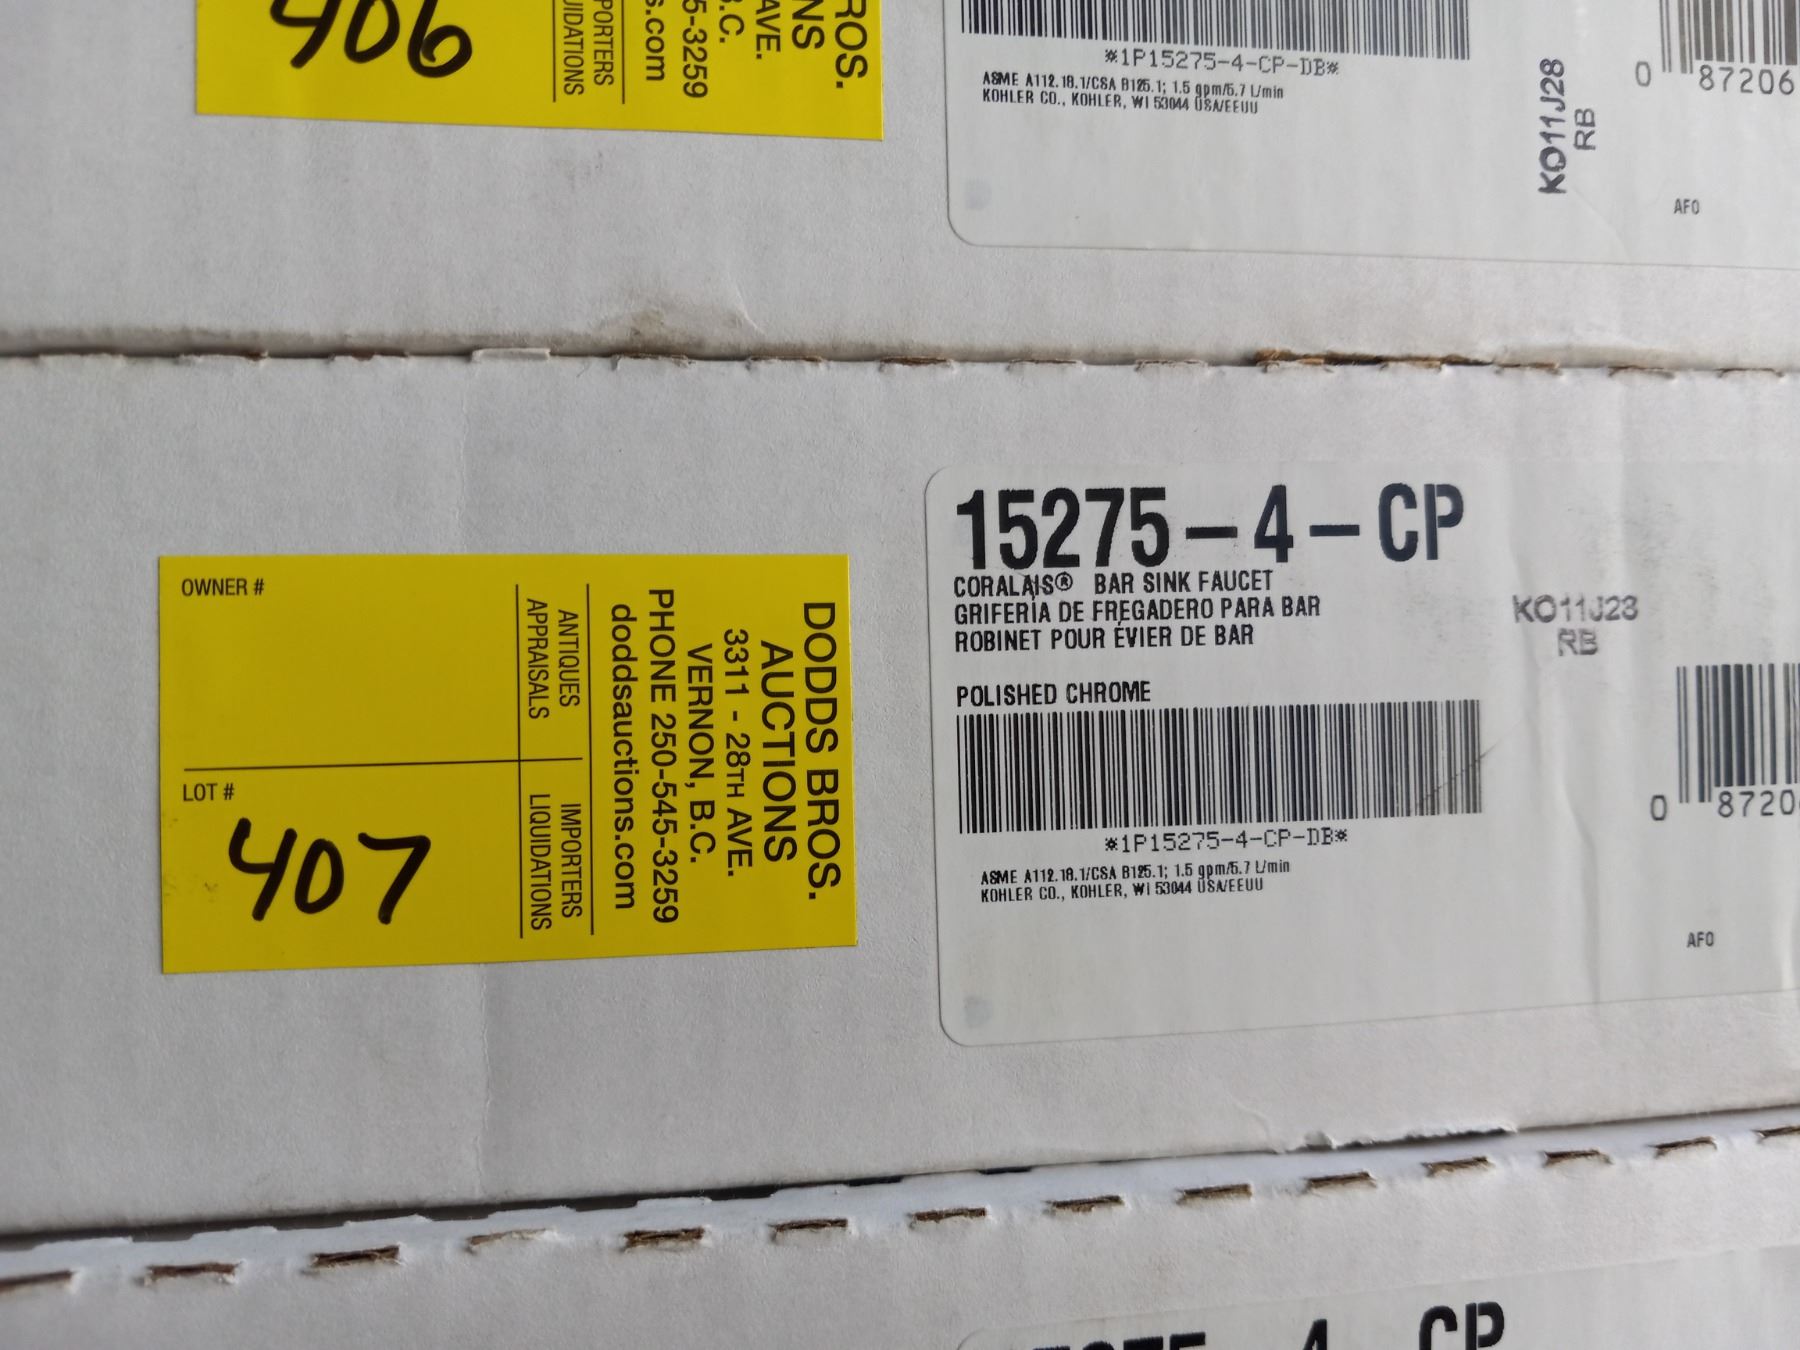 406
ROS.
NS
AVE.
.C.
5-3259
s.com
PORTERS
UIDATIONS
*1P15275-4-CP-DB*
ASME A112.18.1/CSA B125.1; 1.5 gpm/5.7 L/min
KOHLER CO., KOHLER, WI 53044 USA/EEUU
KO11J28
RB
0 87206
AFO
OWNER #
LOT #
407
DODDS BROS.
AUCTIONS
3311 - 28TH AVE.
VERNON, B.C.
PHONE 250-545-3259
doddsauctions.com
ANTIQUES
APPRAISALS
IMPORTERS
LIQUIDATIONS
15275-4-CP
CORALAIS® BAR SINK FAUCET
GRIFERÍA DE FREGADERO PARA BAR
ROBINET POUR ÉVIER DE BAR
POLISHED CHROME
*1P15275-4-CP-DB*
ASME A112.18.1/CSA B125.1; 1.5 gpm/5.7 L/min
KOHLER CO., KOHLER, WI 53044 USA/EEUU
KO11J28
RB
0 8720
AFO
5275-4-CP